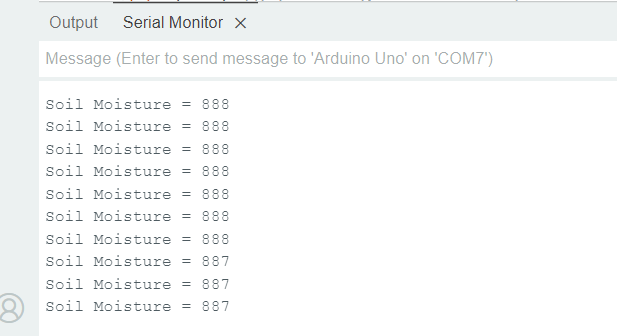 Output Serial Monitor ×
Message (Enter to send message to 'Arduino Uno' on 'COM7')
Soil Moisture = 888
Soil Moisture = 888
Soil Moisture = 888
Soil Moisture = 888
Soil Moisture = 888
Soil Moisture = 888
Soil Moisture = 888
Soil Moisture = 887
Soil Moisture = 887
Soil Moisture = 887